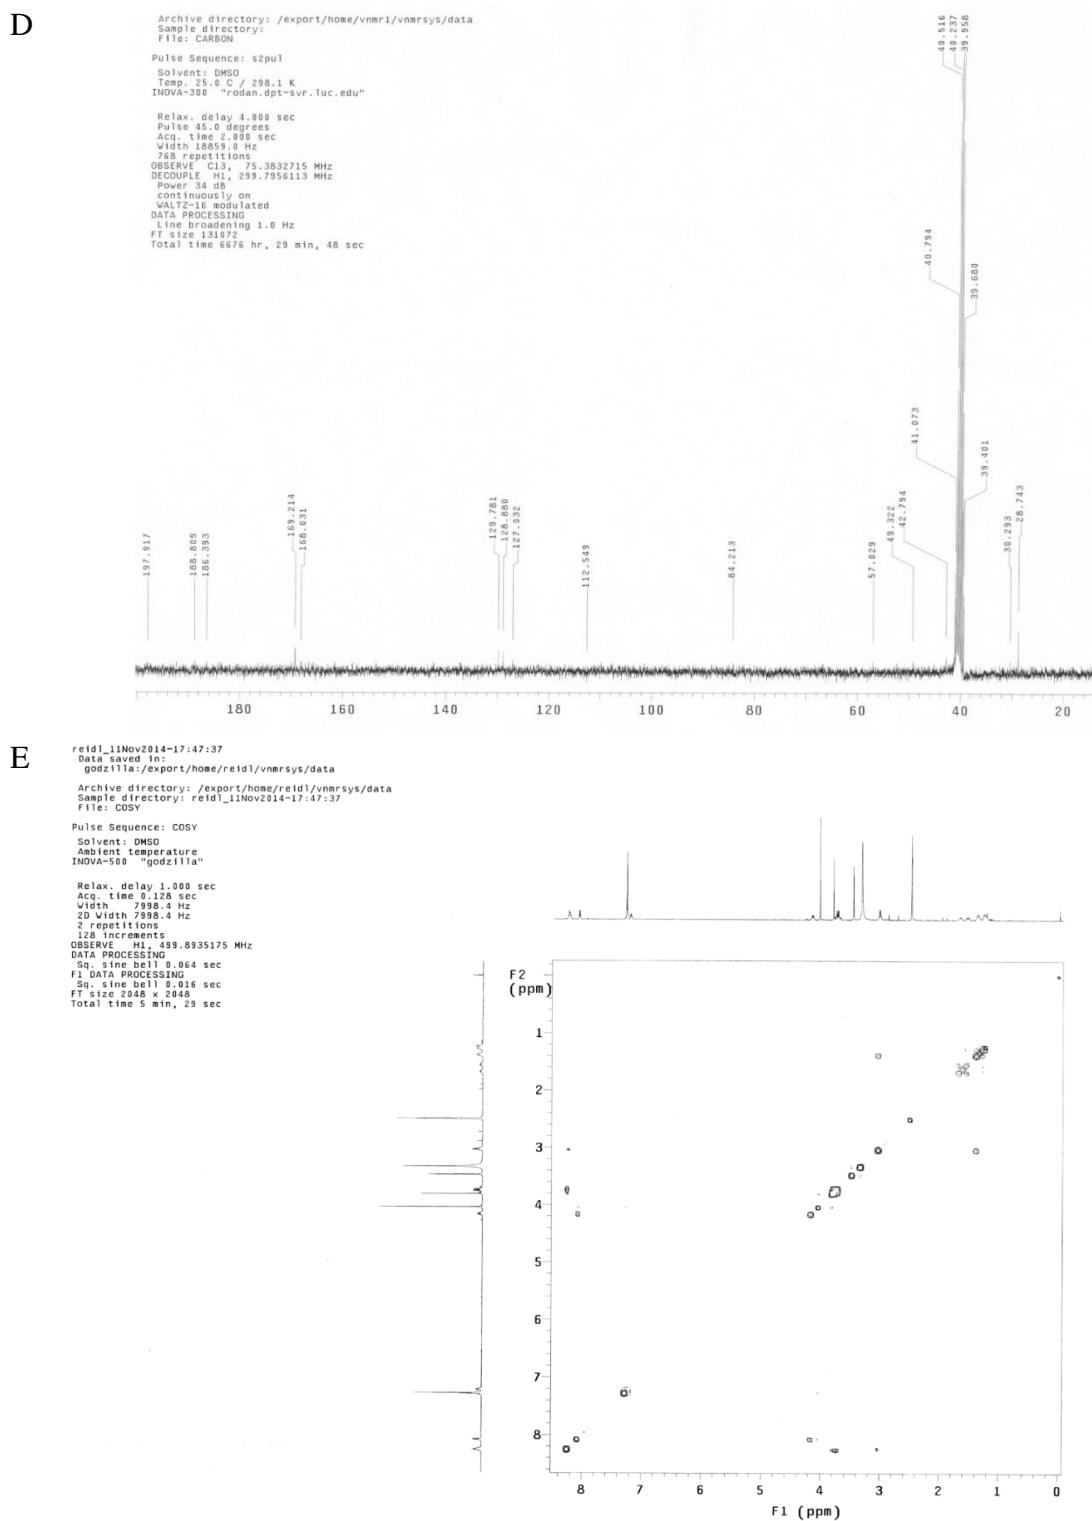 D
Archive directory: /export/home/vnmr1/vnmrsys/data
Sample directory:
File: CARBON
Pulse Sequence: s2pul
Solvent: DMSO
Temp. 25.0 C / 298.1 K
INOVA-300 "rodan.dpt-svr.luc.edu"
Relax. delay 4.000 sec
Pulse 45.0 degrees
Acq. time 2.000 sec
Width 18859.0 Hz
768 repetitions
OBSERVE C13, 75.3832715 MHz
DECOUPLE H1, 299.7956113 MHz
Power 34 dB
continuously on
WALTZ-16 modulated
DATA PROCESSING
Line broadening 1.0 Hz
FT size 131072
Total time 6676 hr, 29 min, 48 sec
197.917
188.809
186.393
169.214
168.031
129.781
128.880
127.032
112.549
84.213
57.029
49.322
42.794
41.073
40.794
40.516
40.237
39.958
39.680
39.401
30.293
28.743
180 160 140 120 100 80 60 40 20
E
reidl_11Nov2014-17:47:37
Data saved in:
godzilla:/export/home/reidl/vnmrsys/data
Archive directory: /export/home/reidl/vnmrsys/data
Sample directory: reidl_11Nov2014-17:47:37
File: COSY
Pulse Sequence: COSY
Solvent: DMSO
Ambient temperature
INOVA-500 "godzilla"
Relax. delay 1.000 sec
Acq. time 0.128 sec
Width 7998.4 Hz
2D Width 7998.4 Hz
2 repetitions
128 increments
OBSERVE H1, 499.8935175 MHz
DATA PROCESSING
Sq. sine bell 0.064 sec
F1 DATA PROCESSING
Sq. sine bell 0.016 sec
FT size 2048 x 2048
Total time 5 min, 29 sec
F2
(ppm)
1
2
3
4
5
6
7
8
8 7 6 5 4 3 2 1 0
F1 (ppm)